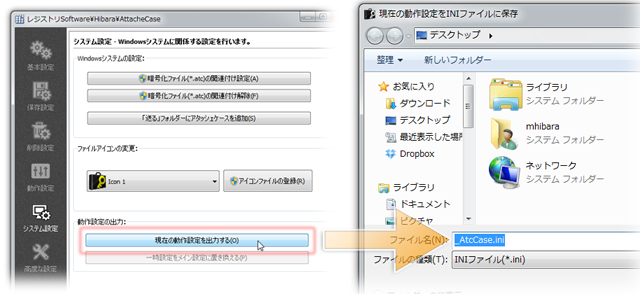 レジストリSoftware¥Hibara¥AttacheCase
基本設定
保存設定
削除設定
動作設定
システム設定
高度な設定
システム設定 - Windowsシステムに関係する設定を行います。
Windowsシステムの設定:
暗号化ファイル(*.atc)の関連付け設定(A)
暗号化ファイル(*.atc)の関連付け解除(F)
「送る」フォルダーにアタッシェケースを追加(S)
ファイルアイコンの変更:
Icon 1
アイコンファイルの登録(R)
動作設定の出力:
現在の動作設定を出力する(O)
一時設定をメイン設定に置き換える(P)
現在の動作設定をINIファイルに保存
デスクトップ
整理
新しいフォルダー
お気に入り
ダウンロード
デスクトップ
最近表示した場所
Dropbox
ライブラリ
ドキュメント
ピクチャ
ライブラリ
システム フォルダー
mhibara
システム フォルダー
ネットワーク
システム フォルダー
ファイル名(N):
_AtcCase.ini
ファイルの種類(T):
INIファイル(*.ini)